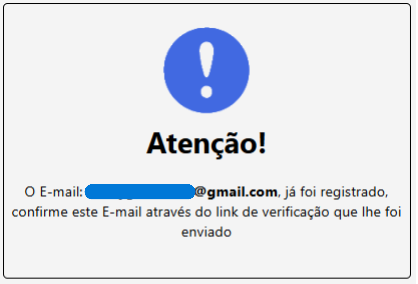 Atenção!
O E-mail: @gmail.com, já foi registrado,
confirme este E-mail através do link de verificação que lhe foi
enviado